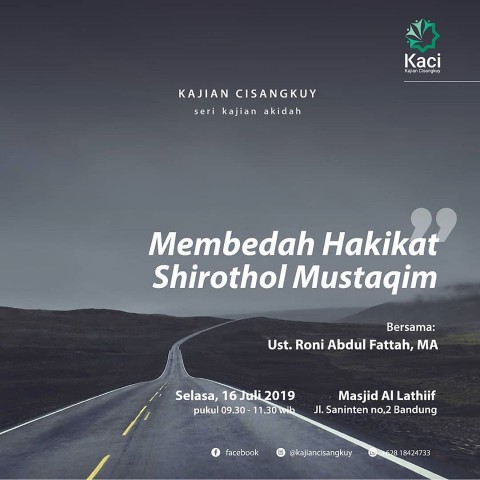 Kaci
Kajian Cisangkuy
KAJIAN CISANGKUY
seri kajian akidah
Membedah Hakikat”
Shirothol Mustaqim
Bersama:
Ust. Roni Abdul Fattah, MA
Selasa, 16 Juli 2019
pukul 09.30 - 11.30 wib
Masjid Al Lathiif
Jl. Saninten no,2 Bandung
facebook
@kajiancisangkuy
+628 18424733